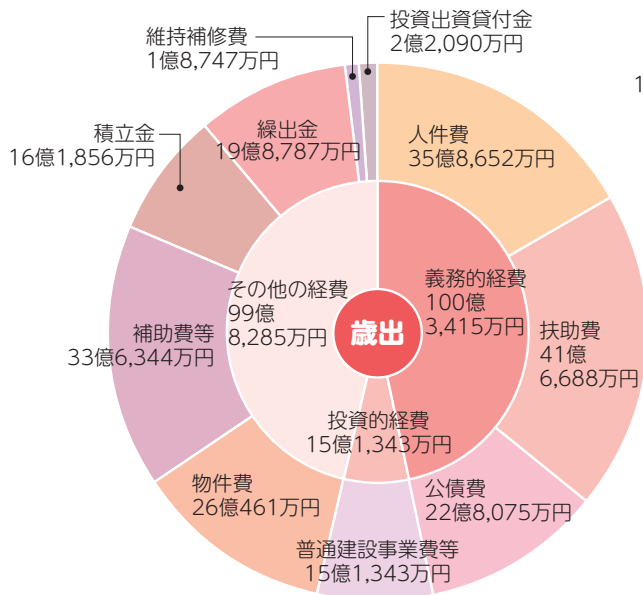 投資出資貸付金
2億2,090万円
維持補修費
1億8,747万円
1
積立金
16億1,856万円
繰出金
19億8,787万円
人件費
35億8,652万円
その他の経費
99億
8,285万円
義務的経費
100億
3,415万円
歳出
補助費等
33億6,344万円
扶助費
41億
6,688万円
投資的経費
15億1,343万円
物件費
26億461万円
公債費
22億8,075万円
普通建設事業費等
15億1,343万円